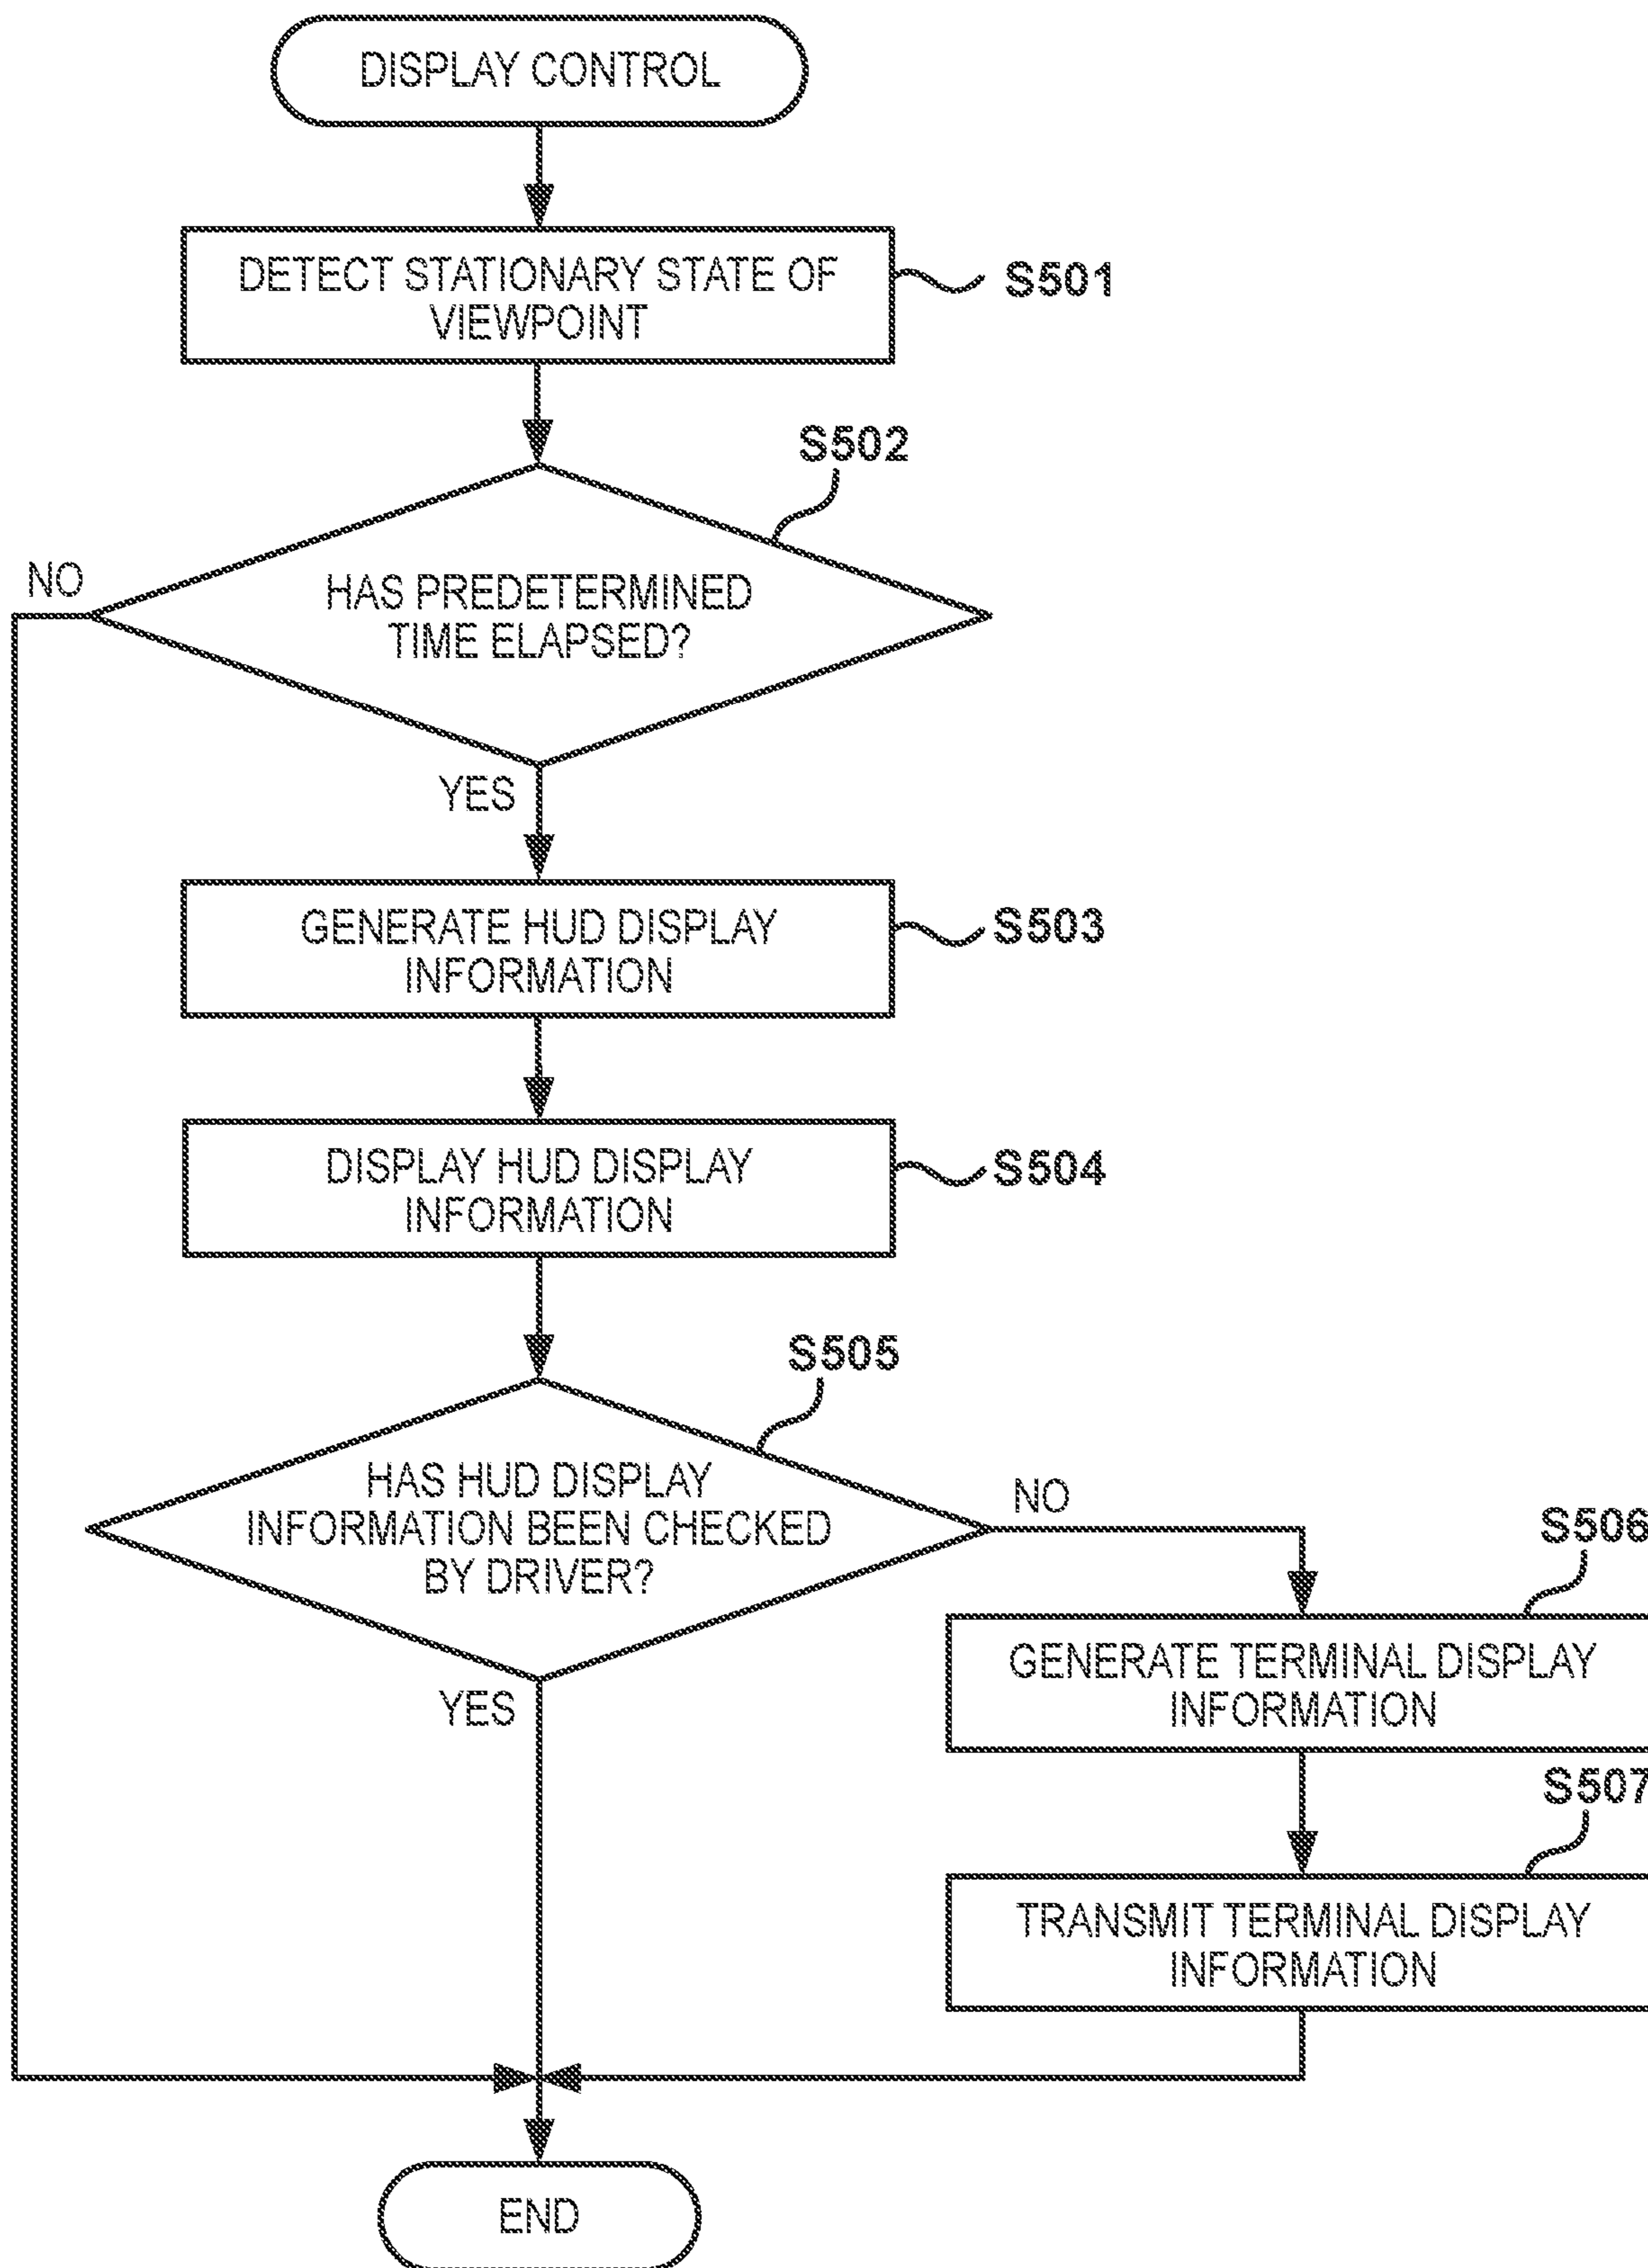 DISPLAY CONTROL
DETECT STATIONARY STATE OF
VIEWPOINT
S501
S502
NO
HAS PREDETERMINED
TIME ELAPSED?
YES
GENERATE HUD DISPLAY
INFORMATION
S503
DISPLAY HUD DISPLAY
INFORMATION
S504
S505
HAS HUD DISPLAY
INFORMATION BEEN CHECKED
BY DRIVER?
NO
YES
S506
GENERATE TERMINAL DISPLAY
INFORMATION
S507
TRANSMIT TERMINAL DISPLAY
INFORMATION
END